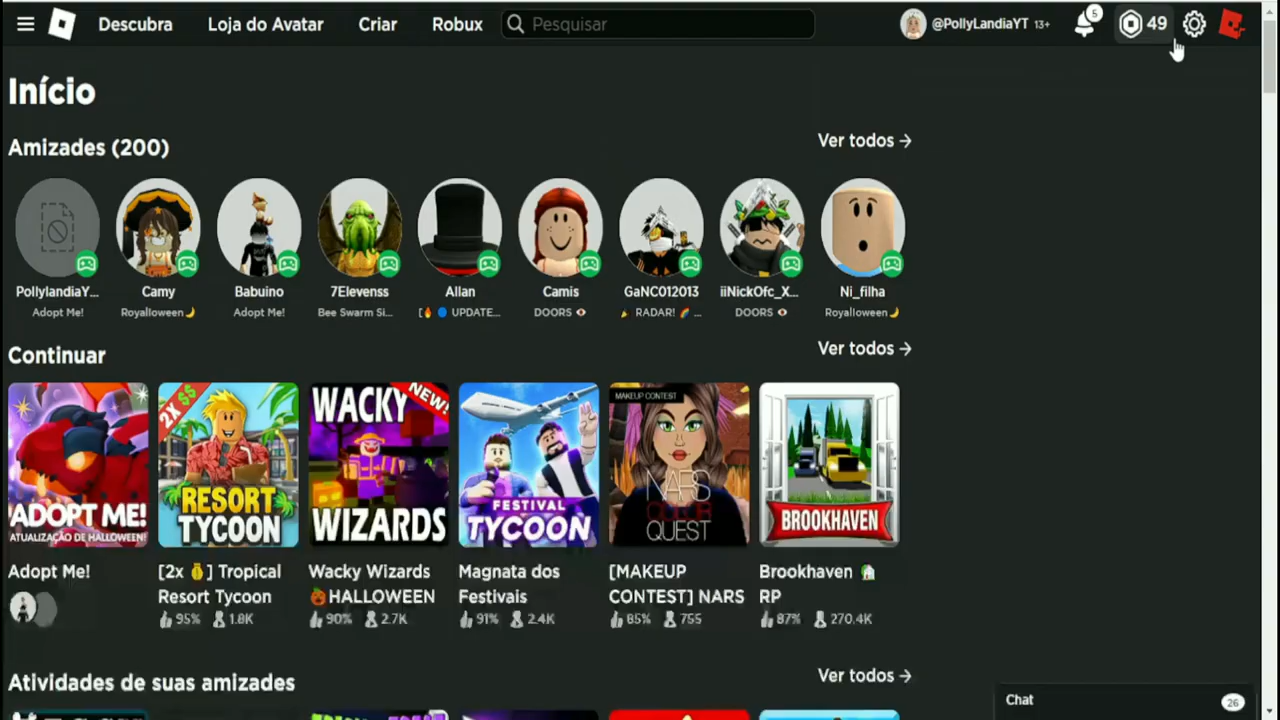 Descubra
Loja do Avatar
Criar
Robux
Pesquisar
@PollyLandiaYT 13+
5
49
Início
Amizades (200)
Ver todos →
PollylandiaY...
Adopt Me!
Camy
Royalloween🌙
Babuino
Adopt Me!
7Elevenss
Bee Swarm Si...
Allan
[🔥🔵 UPDATE...
Camis
DOORS 👁
GaNC012013
🎉 RADAR! 🌈 ...
iiNickOfc_X...
DOORS 👁
Ni_filha
Royalloween🌙
Continuar
Ver todos →
ADOPT ME!
ATUALIZAÇÃO DE HALLOWEEN!
2X $$
RESORT
TYCOON
NEW!
WACKY
WIZARDS
FESTIVAL
TYCOON
MAKEUP CONTEST
NARS
COLOR
QUEST
BROOKHAVEN
Adopt Me!
[2x 💰] Tropical
Resort Tycoon
95% 1.8K
Wacky Wizards
🎃HALLOWEEN
90% 2.7K
Magnata dos
Festivais
91% 2.4K
[MAKEUP
CONTEST] NARS
85% 755
Brookhaven 🏡
RP
87% 270.4K
Atividades de suas amizades
Ver todos →
Chat
26